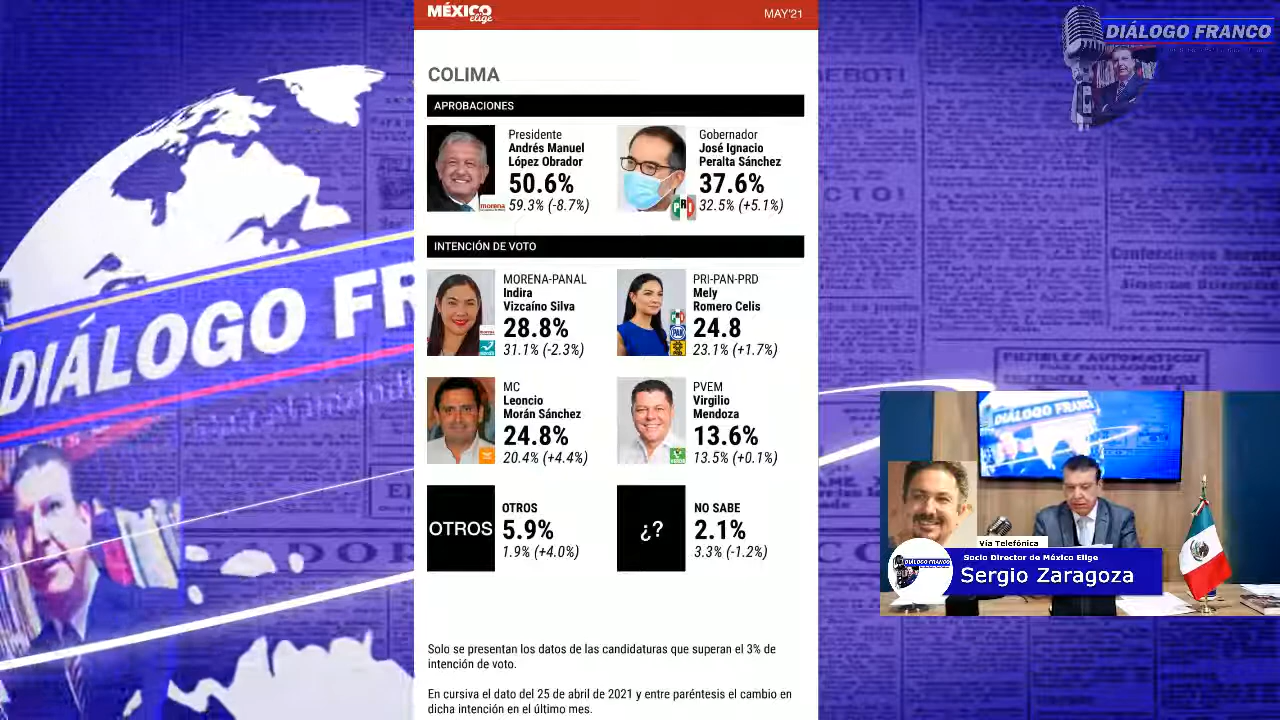 MÉXICO
elige
MAY'21
COLIMA
APROBACIONES
Presidente
Andrés Manuel
López Obrador
50.6%
59.3% (-8.7%)
morena
Gobernador
José Ignacio
Peralta Sánchez
37.6%
32.5% (+5.1%)
PRI
INTENCIÓN DE VOTO
MORENA-PANAL
Indira
Vizcaíno Silva
28.8%
31.1% (-2.3%)
PRI-PAN-PRD
Mely
Romero Celis
24.8
23.1% (+1.7%)
PAN
MC
Leoncio
Morán Sánchez
24.8%
20.4% (+4.4%)
PVEM
Virgilio
Mendoza
13.6%
13.5% (+0.1%)
OTROS
OTROS
5.9%
1.9% (+4.0%)
¿?
NO SABE
2.1%
3.3% (-1.2%)
Solo se presentan los datos de las candidaturas que superan el 3% de
intención de voto.
En cursiva el dato del 25 de abril de 2021 y entre paréntesis el cambio en
dicha intención en el último mes.
DIÁLOGO FR
DIÁLOGO FRANCO
DIÁLOGO FRANC
Vía Telefónica
Socio Director de México Elige
Sergio Zaragoza
DIÁLOGO FRANCO